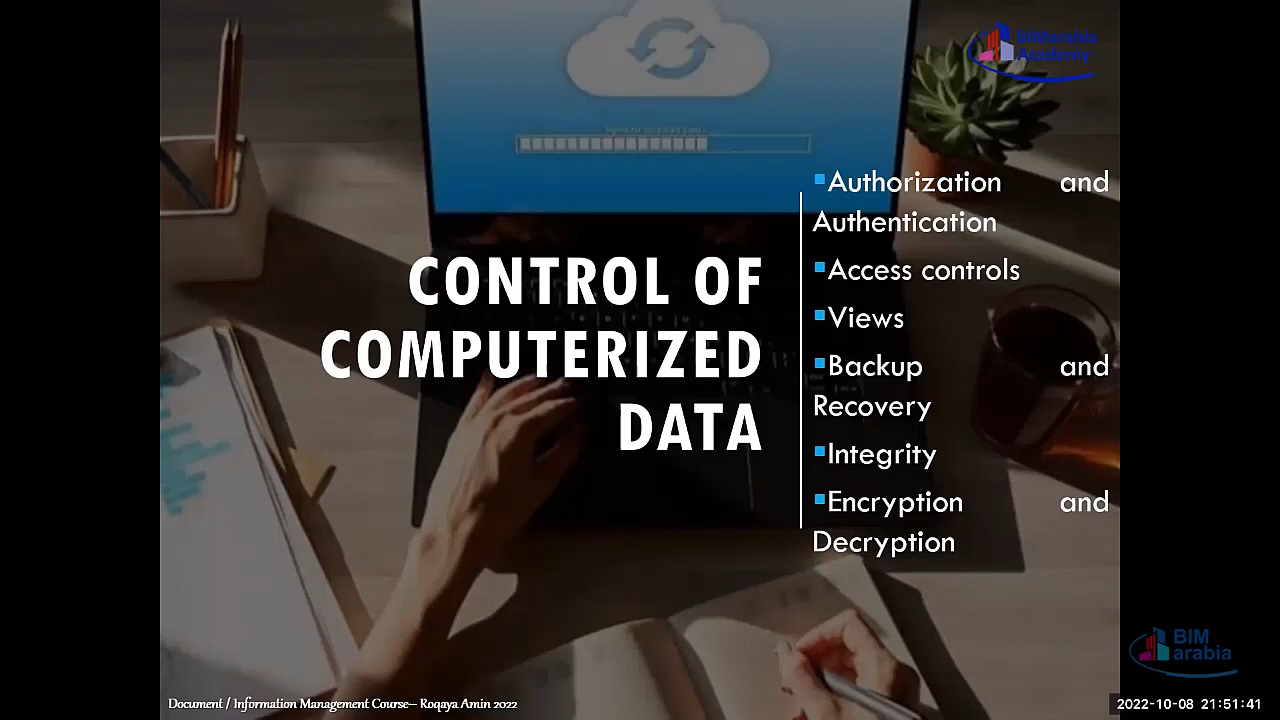 BIMarabia
Academy
Authorization and
Authentication
Access controls
Views
Backup and
Recovery
Integrity
Encryption and
Decryption
CONTROL OF
COMPUTERIZED
DATA
BIM
arabia
Document / Information Management Course– Roqaya Amin 2022
2022-10-08 21:51:41